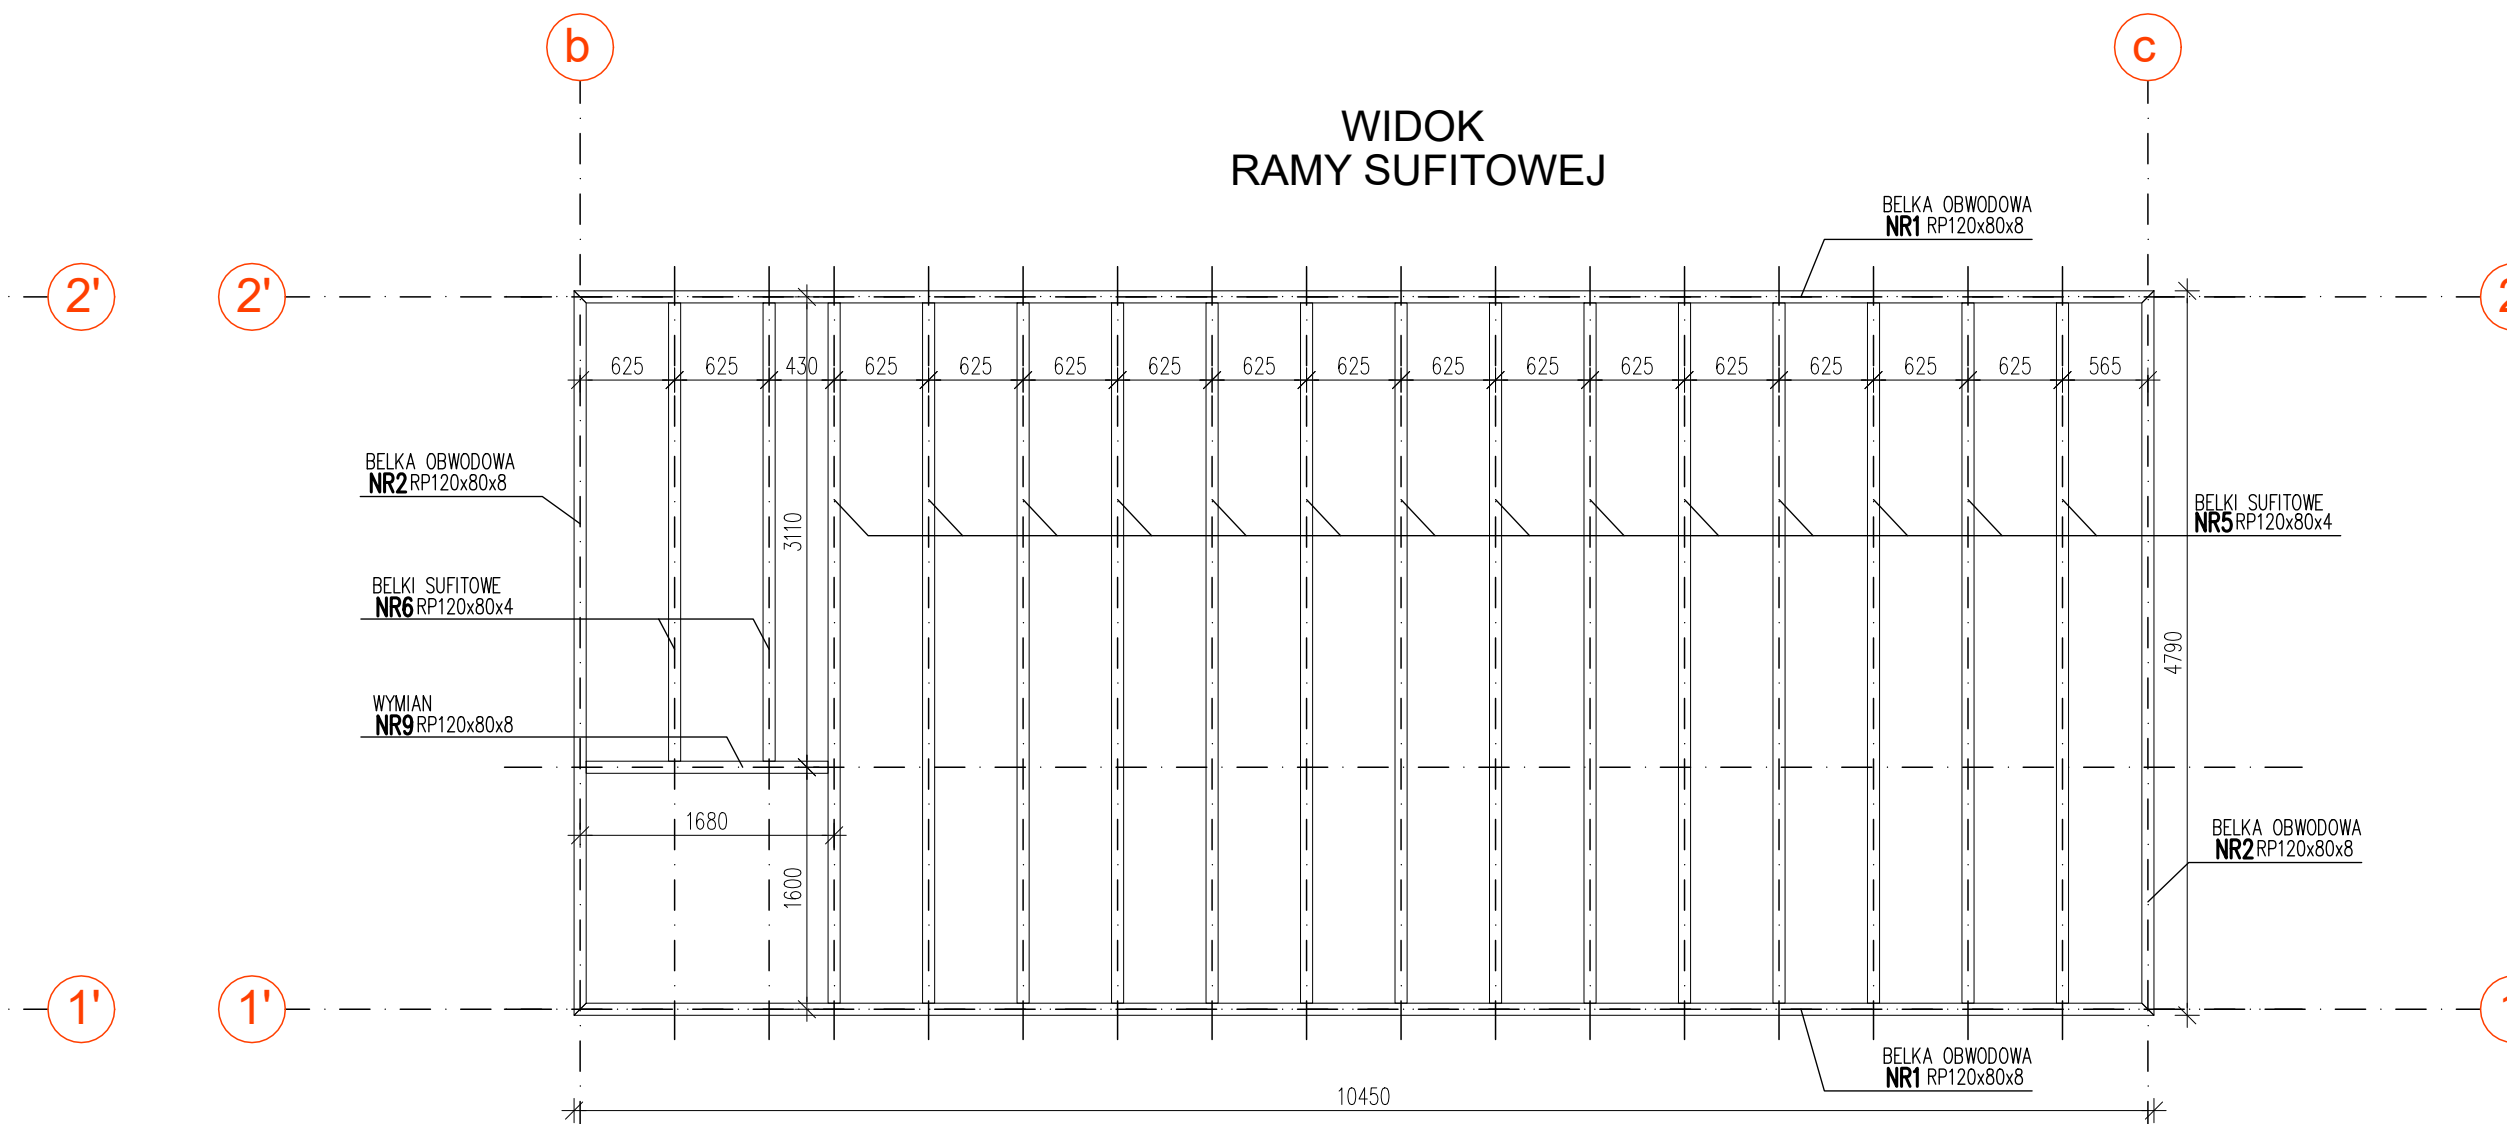 b
c
WIDOK
RAMY SUFITOWEJ
BELKA OBWODOWA
NR1 RP120x80x8
2'
2'
2
625 625 430 625 625 625 625 625 625 625 625 625 625 625 625 625 565
BELKA OBWODOWA
NR2 RP120x80x8
BELKI SUFITOWE
NR5 RP120x80x4
3110
BELKI SUFITOWE
NR6 RP120x80x4
4790
WYMIAN
NR9 RP120x80x8
1680
BELKA OBWODOWA
NR2 RP120x80x8
1600
1'
1'
1
BELKA OBWODOWA
NR1 RP120x80x8
10450